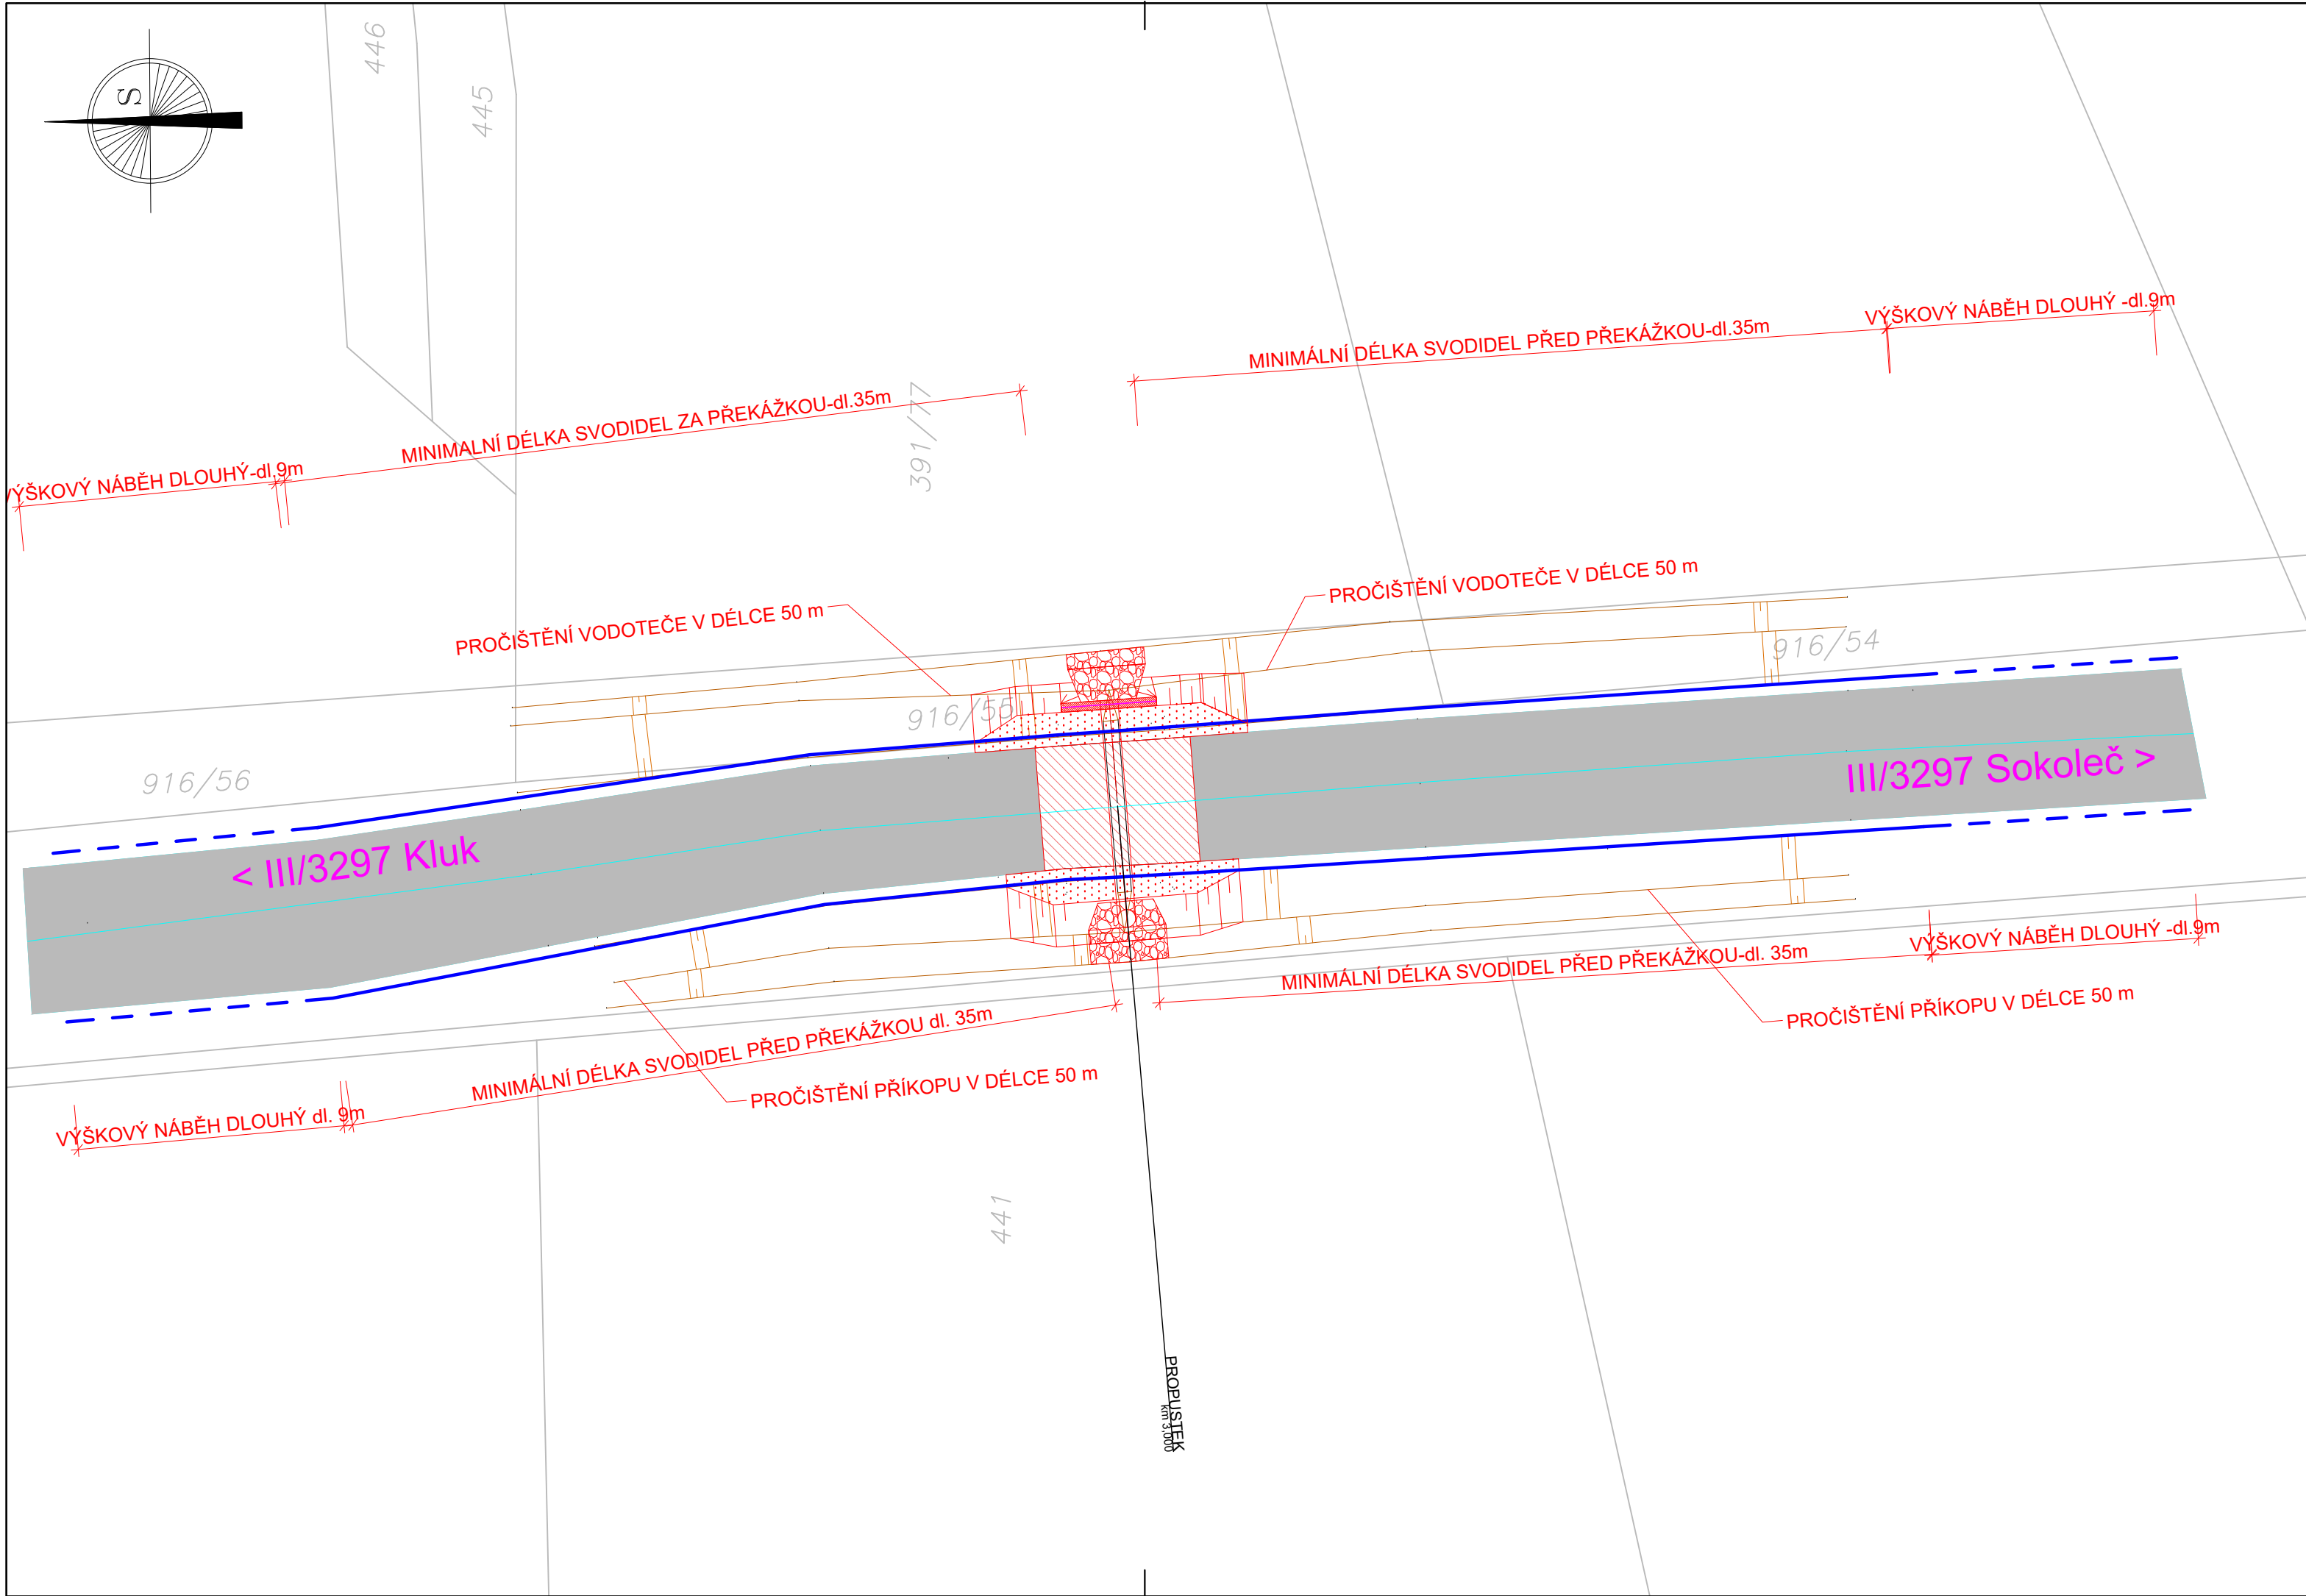 S
446
445
391/77
VÝŠKOVÝ NÁBĚH DLOUHÝ-dl.9m
MINIMALNÍ DÉLKA SVODIDEL ZA PŘEKÁŽKOU-dl.35m
MINIMÁLNÍ DÉLKA SVODIDEL PŘED PŘEKÁŽKOU-dl.35m
VÝŠKOVÝ NÁBĚH DLOUHÝ -dl.9m
PROČIŠTĚNÍ VODOTEČE V DÉLCE 50 m
PROČIŠTĚNÍ VODOTEČE V DÉLCE 50 m
916/56
916/55
916/54
< III/3297 Kluk
III/3297 Sokoleč >
VÝŠKOVÝ NÁBĚH DLOUHÝ dl. 9m
MINIMÁLNÍ DÉLKA SVODIDEL PŘED PŘEKÁŽKOU dl. 35m
MINIMÁLNÍ DÉLKA SVODIDEL PŘED PŘEKÁŽKOU-dl. 35m
VÝŠKOVÝ NÁBĚH DLOUHÝ -dl.9m
PROČIŠTĚNÍ PŘÍKOPU V DÉLCE 50 m
PROČIŠTĚNÍ PŘÍKOPU V DÉLCE 50 m
441
PROPUSTEK
km 3,000